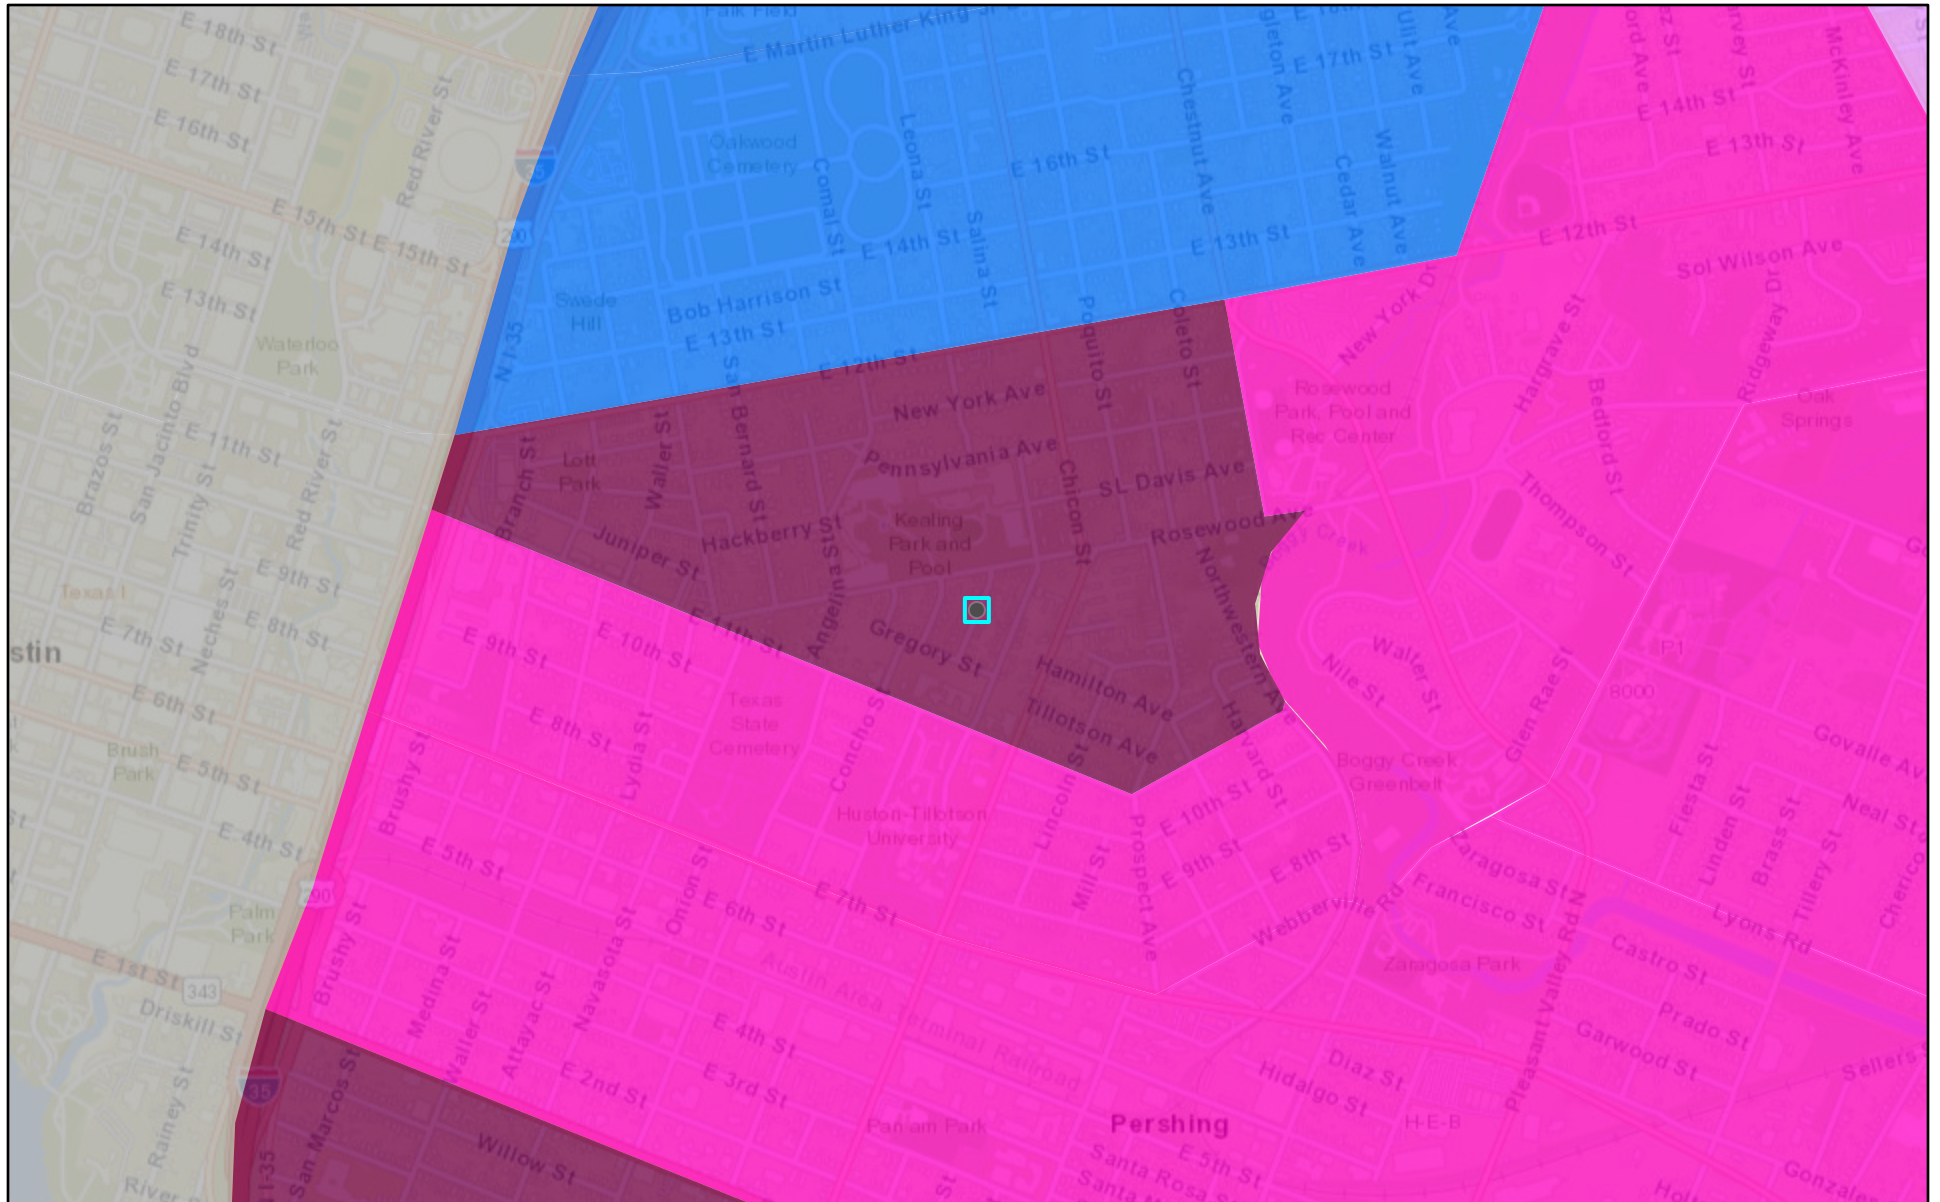 Falk Field
E 18th St
E Martin Luther King Jr
E 17th St
E 17th St
E 16th St
Red River St
Oakwood
Cemetery
Comal St
Leona St
E 16th St
Chestnut Ave
Cedar Ave
Walnut Ave
E 14th St
E 13th St
McKinley Ave
E 15th St
E 15th St
E 14th St
290
E 14th St
Salina St
E 13th St
E 12th St
Sol Wilson Ave
E 13th St
Swede
Hill
Bob Harrison St
E 13th St
N I-35
Waterloo
Park
E 12th St
Poquito St
Coleto St
New York Dr
Hargrave St
Ridgeway Dr
San Jacinto Blvd
Brazos St
E 11th St
Trinity St
Red River St
San Bernard St
New York Ave
Rosewood
Park, Pool and
Rec Center
Bedford St
Oak
Springs
Branch St
Lott
Park
Waller St
Pennsylvania Ave
Chicon St
SL Davis Ave
Thompson St
Juniper St
Hackberry St
Kealing
Park and
Pool
Rosewood Ave
Boggy Creek
Northwestern Ave
E 9th St
E 8th St
E 7th St
Neches St
E 11th St
Angelina St
Gregory St
Hamilton Ave
Tillotson Ave
Walter St
Nile St
Glen Rae St
P1
8000
stin
E 6th St
E 9th St
E 10th St
Texas
State
Cemetery
E 8th St
Lydia St
Concho St
Harvard St
Boggy Creek
Greenbelt
Govalle Av
Brush
Park
E 5th St
Brushy St
Huston-Tillotson
University
Lincoln St
Mill St
Prospect Ave
E 10th St
E 9th St
E 8th St
Fiesta St
Linden St
Brass St
Tillery St
Neal St
Cherico
E 4th St
E 5th St
Onion St
E 6th St
E 7th St
Webberville Rd
Zaragosa St
Francisco St
Lyons Rd
290
Palm
Park
Brushy St
Medina St
Waller St
Attayac St
Navasota St
Austin Area Terminal Railroad
Zaragosa Park
Pleasant Valley Rd N
Castro St
Prado St
Garwood St
Sellers
E 1st St
343
Driskill St
E 4th St
E 3rd St
E 2nd St
Diaz St
Hidalgo St
35
San Marcos St
Rainey St
River
Willow St
Pan am Park
Pershing
H-E-B
E 5th St
Santa Rosa St
Gonzal